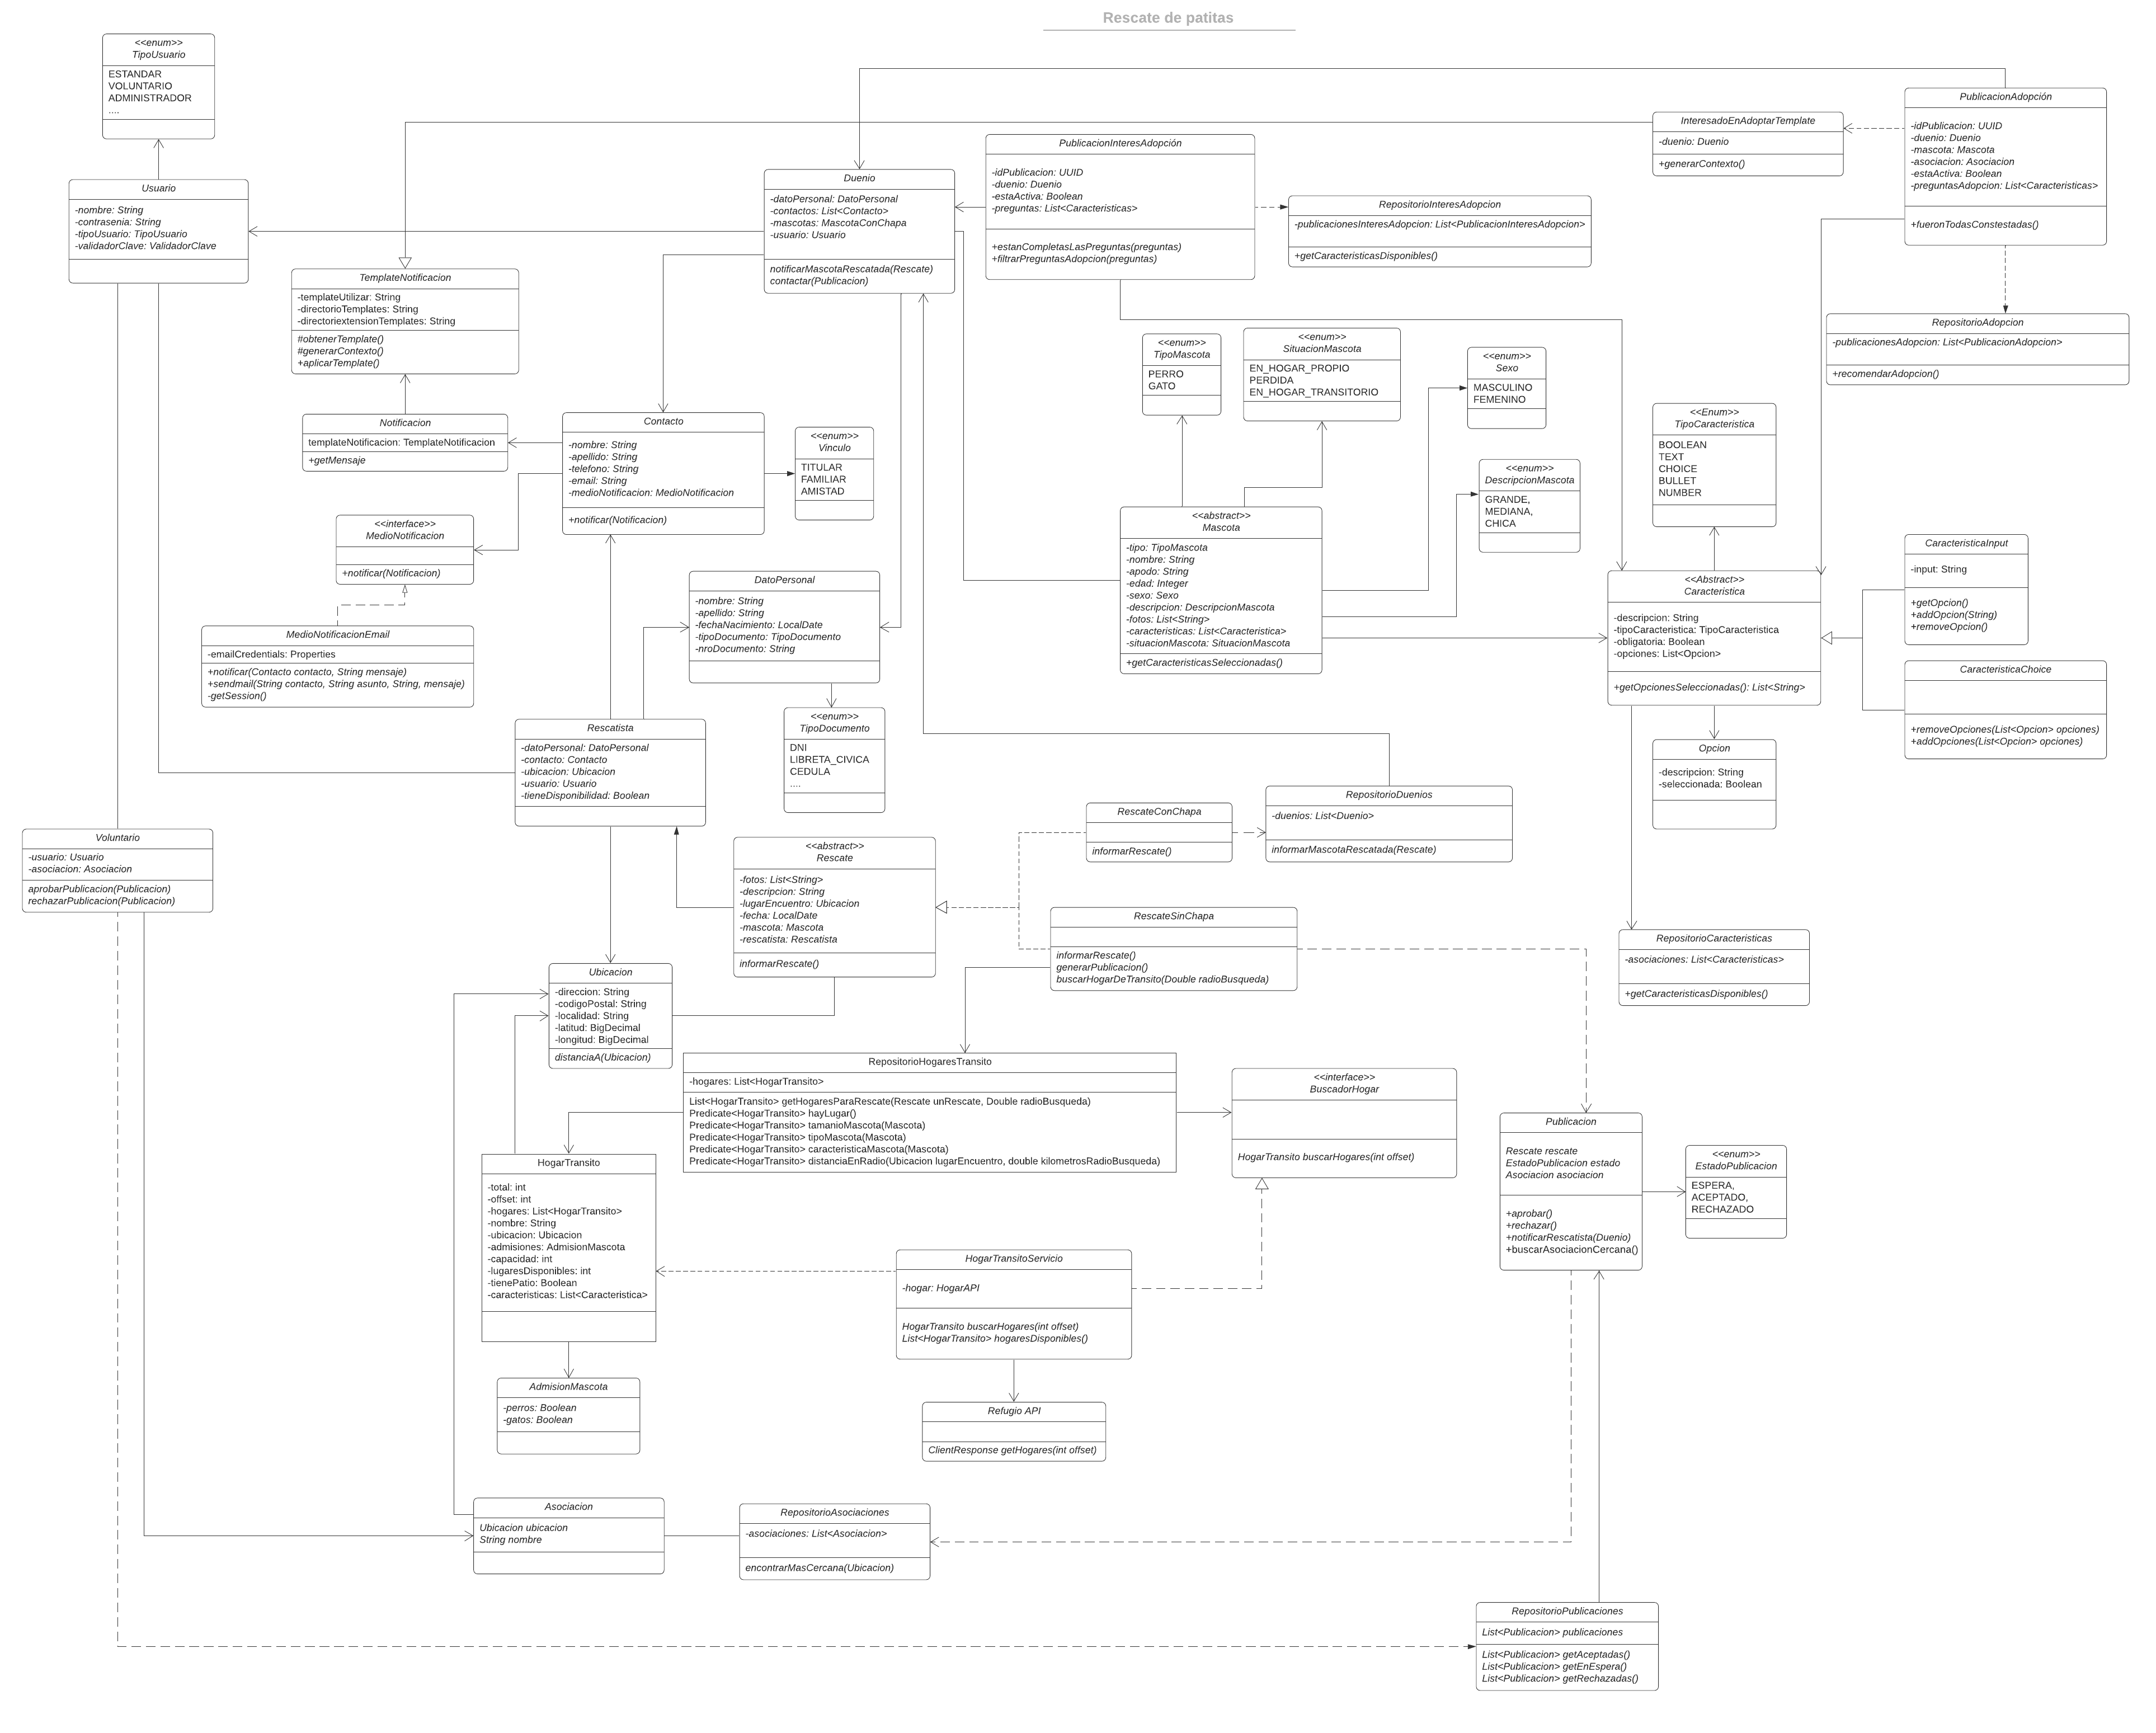 Rescate de patitas
<<enum>>
TipoUsuario
ESTANDAR
VOLUNTARIO
ADMINISTRADOR
....
Usuario
-nombre: String
-contrasenia: String
-tipoUsuario: TipoUsuario
-validadorClave: ValidadorClave
TemplateNotificacion
-templateUtilizar: String
-directorioTemplates: String
-directoriextensionTemplates: String
#obtenerTemplate()
#generarContexto()
+aplicarTemplate()
Notificacion
templateNotificacion: TemplateNotificacion
+getMensaje
<<interface>>
MedioNotificacion
+notificar(Notificacion)
MedioNotificacionEmail
-emailCredentials: Properties
+notificar(Contacto contacto, String mensaje)
+sendmail(String contacto, String asunto, String, mensaje)
-getSession()
Duenio
-datoPersonal: DatoPersonal
-contactos: List<Contacto>
-mascotas: MascotaConChapa
-usuario: Usuario
notificarMascotaRescatada(Rescate)
contactar(Publicacion)
PublicacionInteresAdopción
-idPublicacion: UUID
-duenio: Duenio
-estaActiva: Boolean
-preguntas: List<Caracteristicas>
+estanCompletasLasPreguntas(preguntas)
+filtrarPreguntasAdopcion(preguntas)
RepositorioInteresAdopcion
-publicacionesInteresAdopcion: List<PublicacionInteresAdopcion>
+getCaracteristicasDisponibles()
InteresadoEnAdoptarTemplate
-duenio: Duenio
+generarContexto()
PublicacionAdopción
-idPublicacion: UUID
-duenio: Duenio
-mascota: Mascota
-asociacion: Asociacion
-estaActiva: Boolean
-preguntasAdopcion: List<Caracteristicas>
+fueronTodasConstestadas()
RepositorioAdopcion
-publicacionesAdopcion: List<PublicacionAdopcion>
+recomendarAdopcion()
Contacto
-nombre: String
-apellido: String
-telefono: String
-email: String
-medioNotificacion: MedioNotificacion
+notificar(Notificacion)
<<enum>>
Vinculo
TITULAR
FAMILIAR
AMISTAD
<<enum>>
TipoMascota
PERRO
GATO
<<enum>>
SituacionMascota
EN_HOGAR_PROPIO
PERDIDA
EN_HOGAR_TRANSITORIO
<<enum>>
Sexo
MASCULINO
FEMENINO
<<enum>>
DescripcionMascota
GRANDE,
MEDIANA,
CHICA
<<Enum>>
TipoCaracteristica
BOOLEAN
TEXT
CHOICE
BULLET
NUMBER
<<abstract>>
Mascota
-tipo: TipoMascota
-nombre: String
-apodo: String
-edad: Integer
-sexo: Sexo
-descripcion: DescripcionMascota
-fotos: List<String>
-caracteristicas: List<Caracteristica>
-situacionMascota: SituacionMascota
+getCaracteristicasSeleccionadas()
<<Abstract>>
Caracteristica
-descripcion: String
-tipoCaracteristica: TipoCaracteristica
-obligatoria: Boolean
-opciones: List<Opcion>
+getOpcionesSeleccionadas(): List<String>
CaracteristicaInput
-input: String
+getOpcion()
+addOpcion(String)
+removeOpcion()
CaracteristicaChoice
+removeOpciones(List<Opcion> opciones)
+addOpciones(List<Opcion> opciones)
Opcion
-descripcion: String
-seleccionada: Boolean
RepositorioCaracteristicas
-asociaciones: List<Caracteristicas>
+getCaracteristicasDisponibles()
DatoPersonal
-nombre: String
-apellido: String
-fechaNacimiento: LocalDate
-tipoDocumento: TipoDocumento
-nroDocumento: String
<<enum>>
TipoDocumento
DNI
LIBRETA_CIVICA
CEDULA
....
Rescatista
-datoPersonal: DatoPersonal
-contacto: Contacto
-ubicacion: Ubicacion
-usuario: Usuario
-tieneDisponibilidad: Boolean
Voluntario
-usuario: Usuario
-asociacion: Asociacion
aprobarPublicacion(Publicacion)
rechazarPublicacion(Publicacion)
<<abstract>>
Rescate
-fotos: List<String>
-descripcion: String
-lugarEncuentro: Ubicacion
-fecha: LocalDate
-mascota: Mascota
-rescatista: Rescatista
informarRescate()
RescateConChapa
informarRescate()
RepositorioDuenios
-duenios: List<Duenio>
informarMascotaRescatada(Rescate)
RescateSinChapa
informarRescate()
generarPublicacion()
buscarHogarDeTransito(Double radioBusqueda)
Ubicacion
-direccion: String
-codigoPostal: String
-localidad: String
-latitud: BigDecimal
-longitud: BigDecimal
distanciaA(Ubicacion)
RepositorioHogaresTransito
-hogares: List<HogarTransito>
List<HogarTransito> getHogaresParaRescate(Rescate unRescate, Double radioBusqueda)
Predicate<HogarTransito> hayLugar()
Predicate<HogarTransito> tamanioMascota(Mascota)
Predicate<HogarTransito> tipoMascota(Mascota)
Predicate<HogarTransito> caracteristicaMascota(Mascota)
Predicate<HogarTransito> distanciaEnRadio(Ubicacion lugarEncuentro, double kilometrosRadioBusqueda)
<<interface>>
BuscadorHogar
HogarTransito buscarHogares(int offset)
Publicacion
Rescate rescate
EstadoPublicacion estado
Asociacion asociacion
+aprobar()
+rechazar()
+notificarRescatista(Duenio)
+buscarAsociacionCercana()
<<enum>>
EstadoPublicacion
ESPERA,
ACEPTADO,
RECHAZADO
HogarTransito
-total: int
-offset: int
-hogares: List<HogarTransito>
-nombre: String
-ubicacion: Ubicacion
-admisiones: AdmisionMascota
-capacidad: int
-lugaresDisponibles: int
-tienePatio: Boolean
-caracteristicas: List<Caracteristica>
HogarTransitoServicio
-hogar: HogarAPI
HogarTransito buscarHogares(int offset)
List<HogarTransito> hogaresDisponibles()
AdmisionMascota
-perros: Boolean
-gatos: Boolean
Refugio API
ClientResponse getHogares(int offset)
Asociacion
Ubicacion ubicacion
String nombre
RepositorioAsociaciones
-asociaciones: List<Asociacion>
encontrarMasCercana(Ubicacion)
RepositorioPublicaciones
List<Publicacion> publicaciones
List<Publicacion> getAceptadas()
List<Publicacion> getEnEspera()
List<Publicacion> getRechazadas()